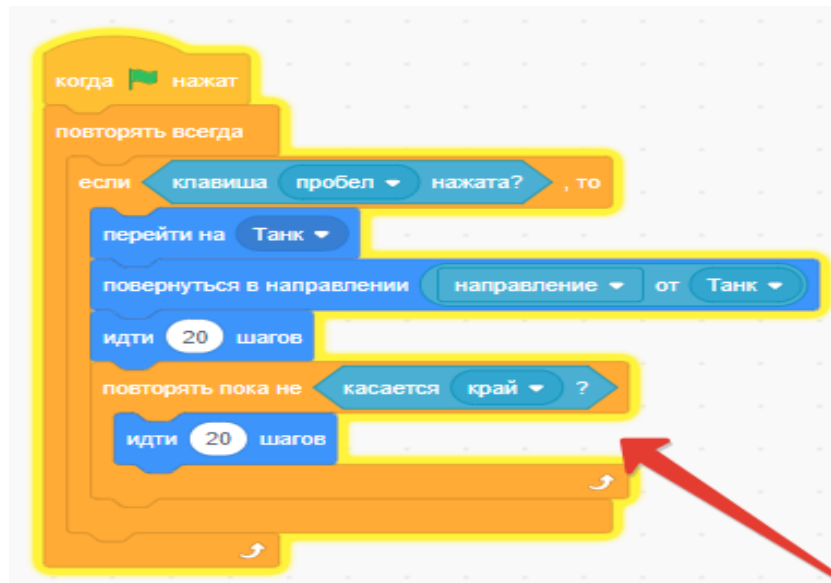 когда нажат
повторять всегда
если клавиша пробел нажата? , то
перейти на Танк
повернуться в направлении направление от Танк
идти 20 шагов
повторять пока не касается край ?
идти 20 шагов